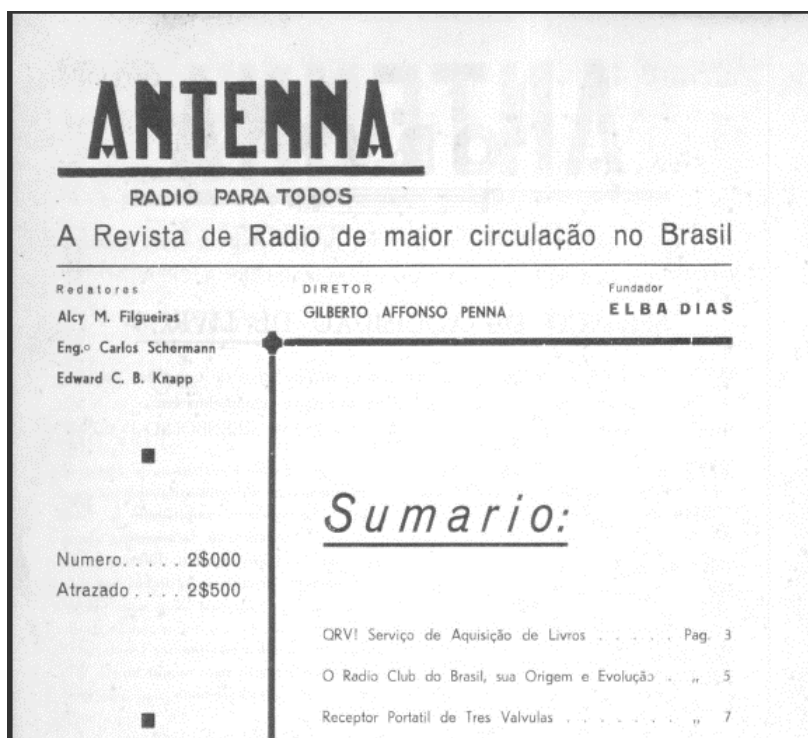 ANTENNA
RADIO PARA TODOS
A Revista de Radio de maior circulação no Brasil
Redatores
Alcy M. Filgueiras
Eng.o Carlos Schermann
Edward C. B. Knapp
DIRETOR
GILBERTO AFFONSO PENNA
Fundador
ELBA DIAS
Numero. . . . . 2$000
Atrazado . . . . 2$500
Sumario:
QRV! Serviço de Aquisição de Livros . . . . . . Pag. 3
O Radio Club do Brasil, sua Origem e Evolução . ,, 5
Receptor Portatil de Tres Valvulas . . . . . . . . ,, 7